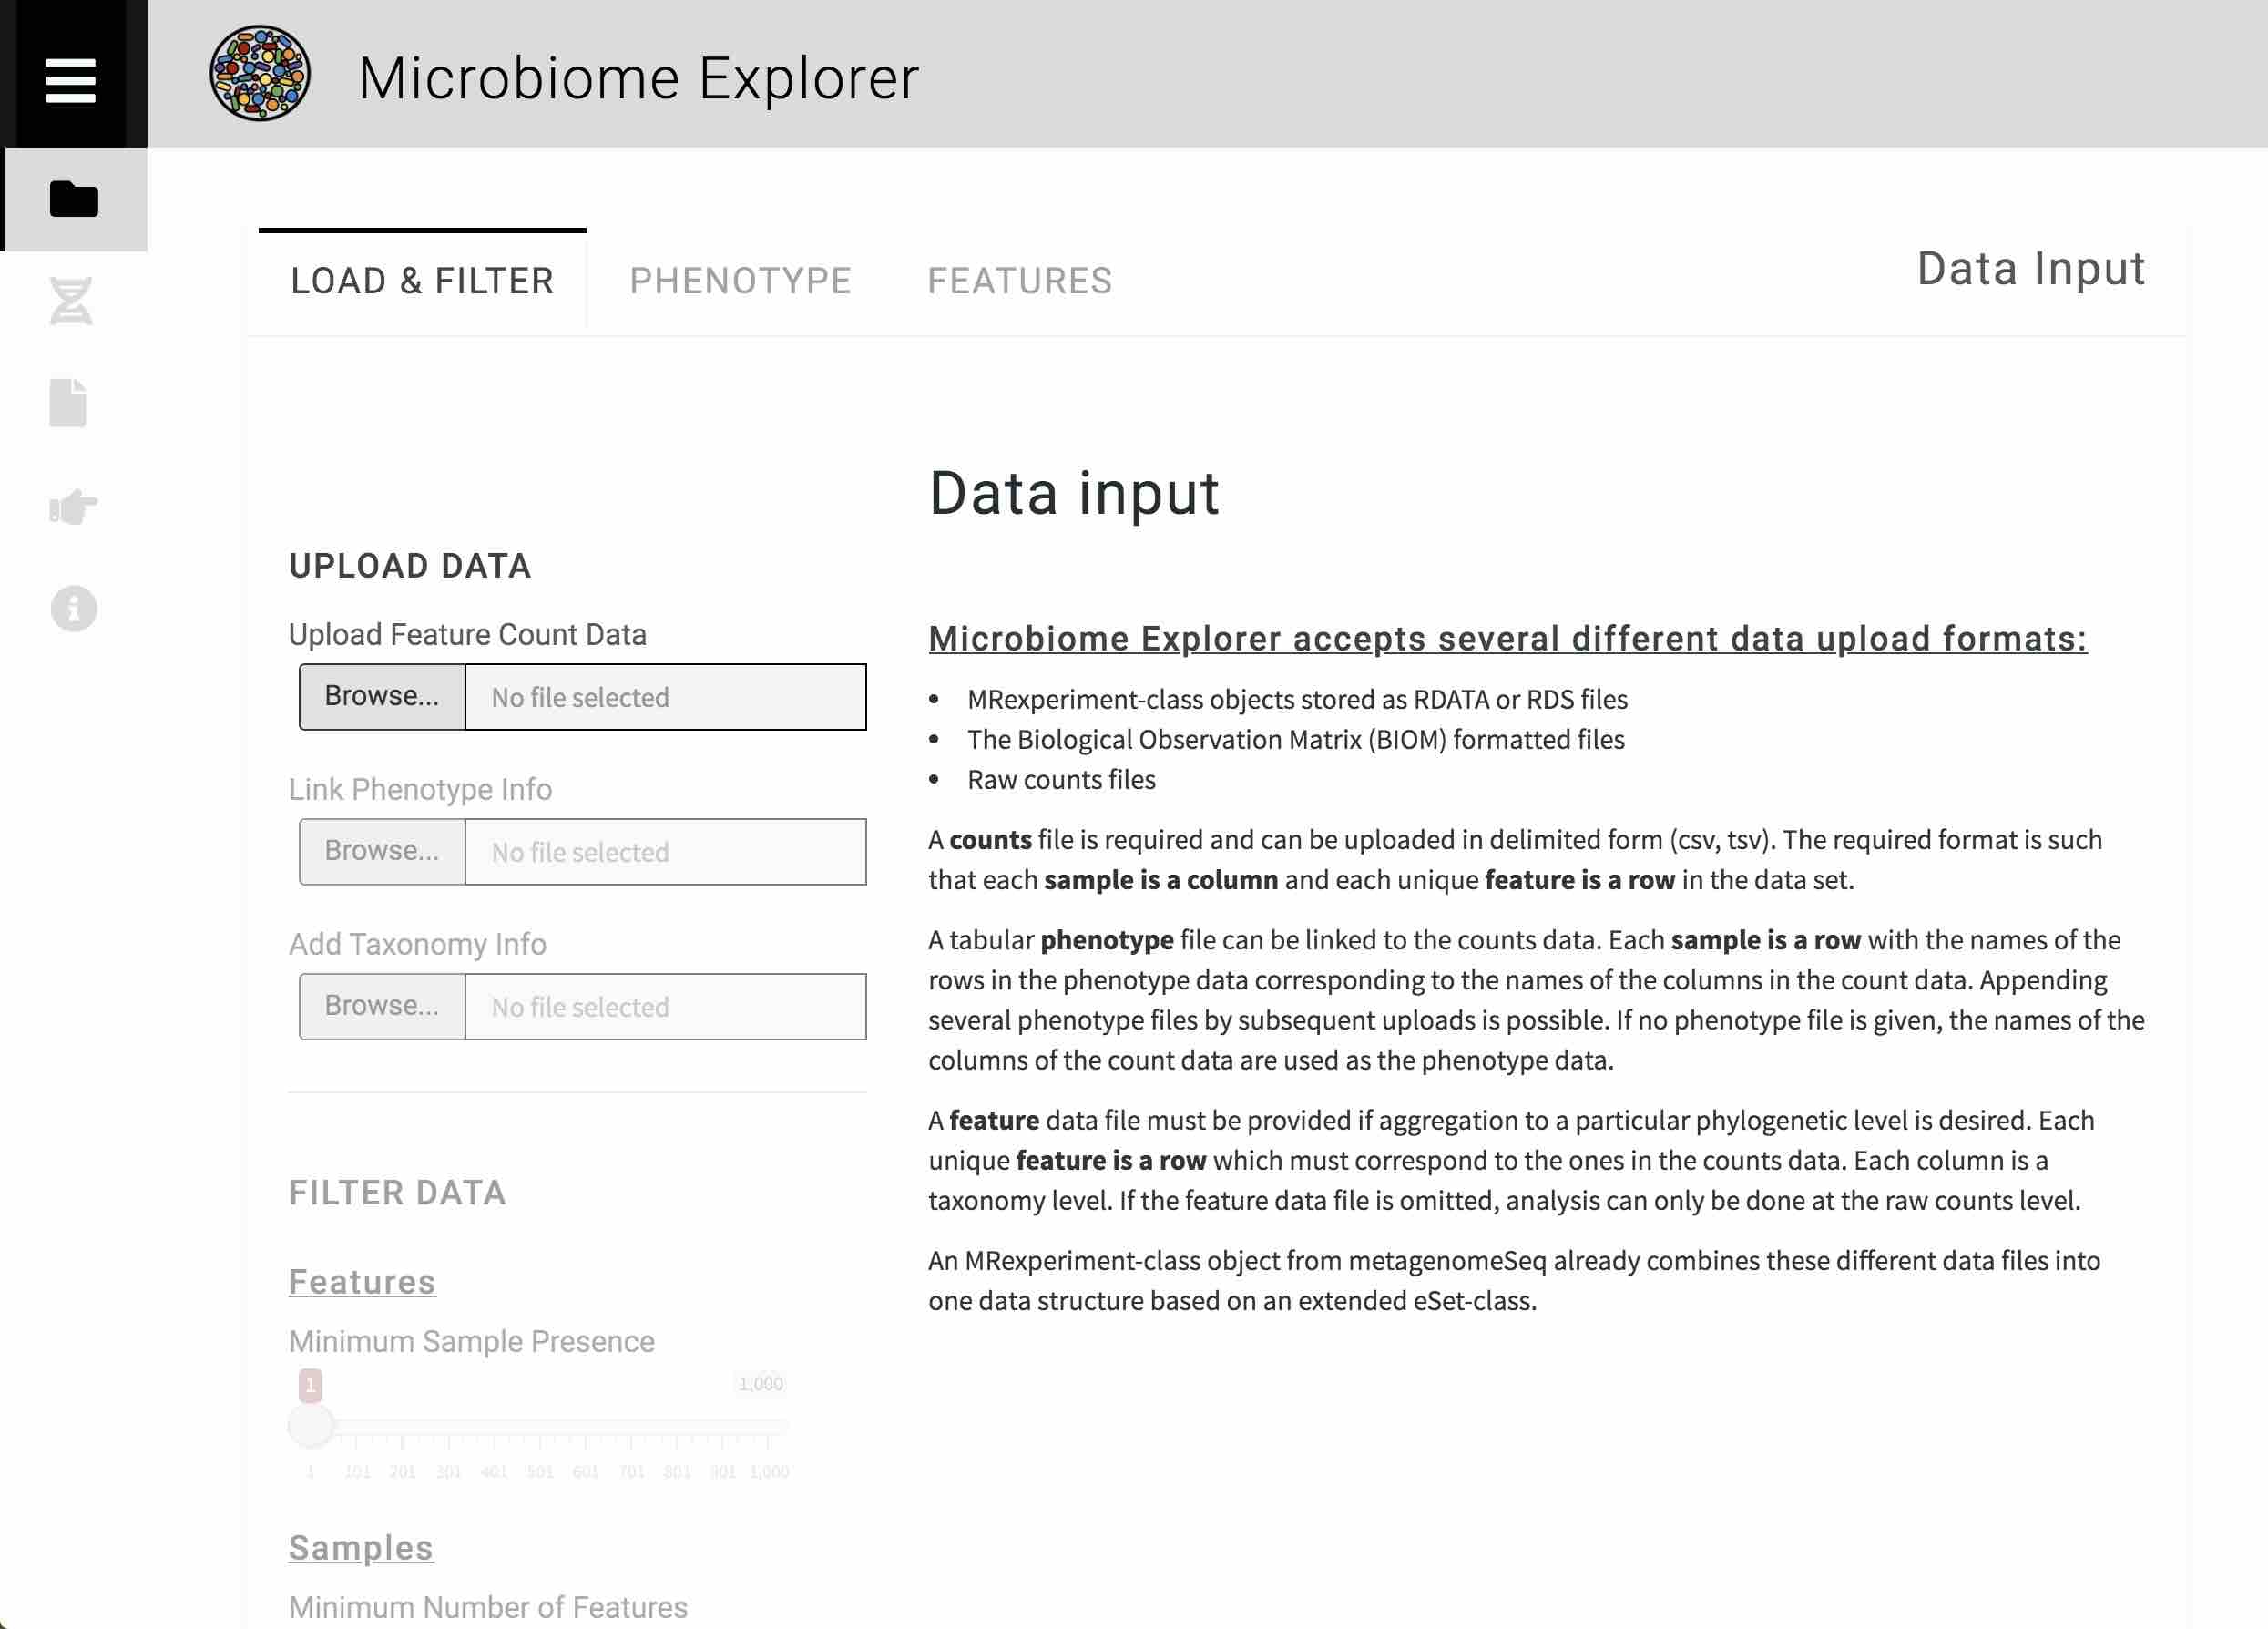 Microbiome Explorer
LOAD & FILTER
PHENOTYPE
FEATURES
Data Input
UPLOAD DATA
Upload Feature Count Data
Browse...
No file selected
Link Phenotype Info
Browse...
No file selected
Add Taxonomy Info
Browse...
No file selected
FILTER DATA
Features
Minimum Sample Presence
1
1,000
1 101 201 301 401 501 601 701 801 901 1,000
Samples
Minimum Number of Features
Data input
Microbiome Explorer accepts several different data upload formats:
• MRexperiment-class objects stored as RDATA or RDS files
• The Biological Observation Matrix (BIOM) formatted files
• Raw counts files
A counts file is required and can be uploaded in delimited form (csv, tsv). The required format is such
that each sample is a column and each unique feature is a row in the data set.
A tabular phenotype file can be linked to the counts data. Each sample is a row with the names of the
rows in the phenotype data corresponding to the names of the columns in the count data. Appending
several phenotype files by subsequent uploads is possible. If no phenotype file is given, the names of the
columns of the count data are used as the phenotype data.
A feature data file must be provided if aggregation to a particular phylogenetic level is desired. Each
unique feature is a row which must correspond to the ones in the counts data. Each column is a
taxonomy level. If the feature data file is omitted, analysis can only be done at the raw counts level.
An MRexperiment-class object from metagenomeSeq already combines these different data files into
one data structure based on an extended eSet-class.